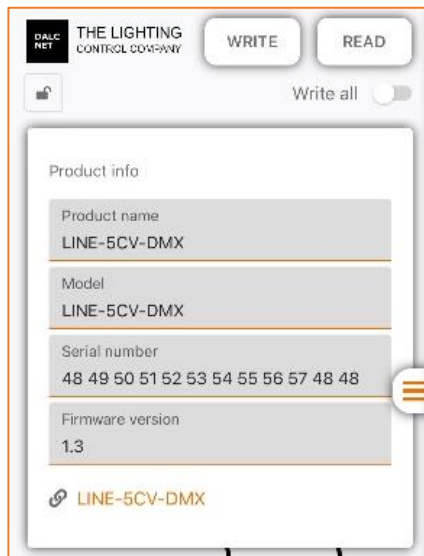 DALC
NET
THE LIGHTING
CONTROL COMPANY
WRITE
READ
Write all
Product info
Product name
LINE-5CV-DMX
Model
LINE-5CV-DMX
Serial number
48 49 50 51 52 53 54 55 56 57 48 48
Firmware version
1.3
LINE-5CV-DMX